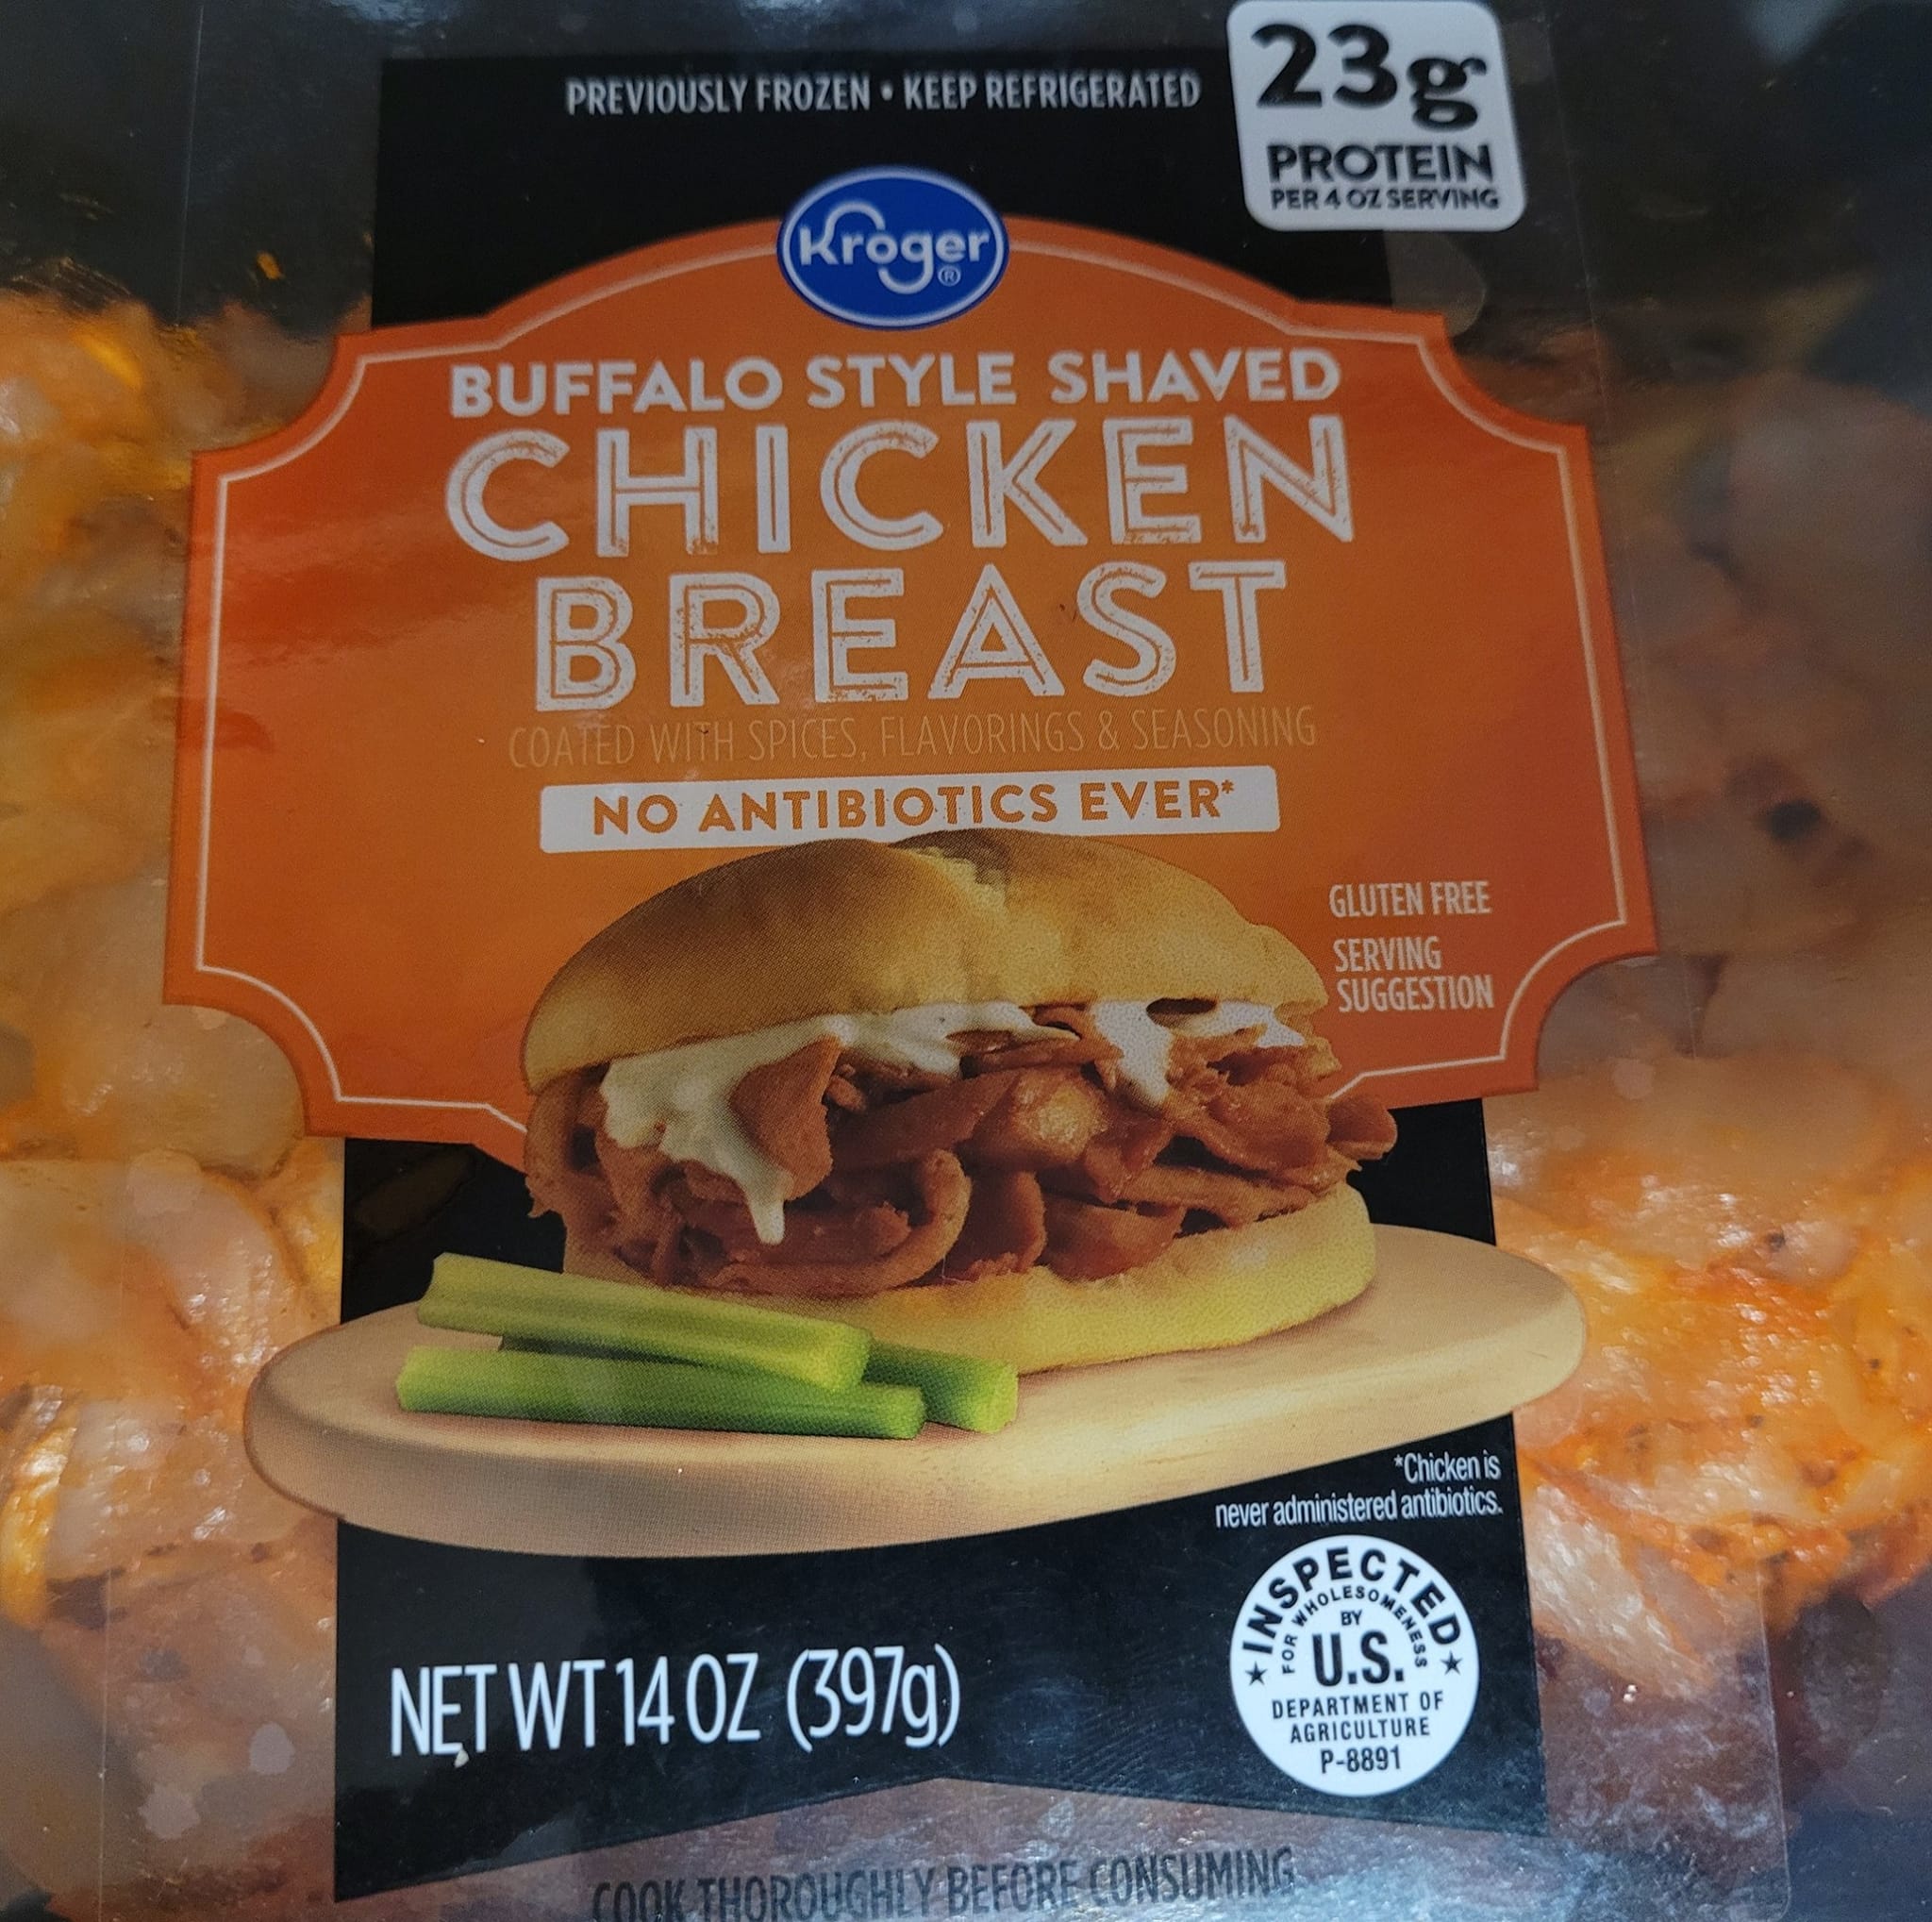 PREVIOUSLY FROZEN • KEEP REFRIGERATED
23g
PROTEIN
PER 4 OZ SERVING
Kroger®
BUFFALO STYLE SHAVED
CHICKEN
BREAST
COATED WITH SPICES, FLAVORINGS & SEASONING
NO ANTIBIOTICS EVER*
GLUTEN FREE
SERVING
SUGGESTION
*Chicken is
never administered antibiotics.
INSPECTED
FOR WHOLESOMENESS
BY
U.S.
DEPARTMENT OF
AGRICULTURE
P-8891
NET WT 14 OZ (397g)
COOK THOROUGHLY BEFORE CONSUMING